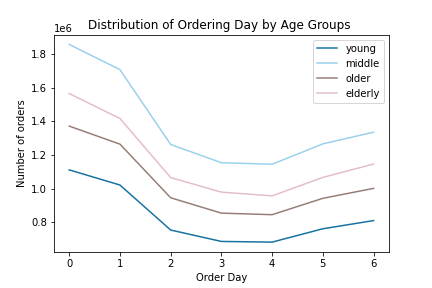 Distribution of Ordering Day by Age Groups
1e6
1.8
1.6
1.4
1.2
1.0
0.8
Number of orders
young
middle
older
elderly
0 1 2 3 4 5 6
Order Day